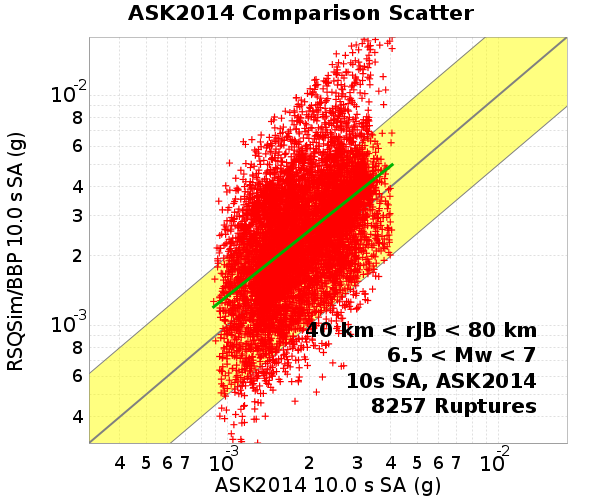 ASK2014 Comparison Scatter
RSQSim/BBP 10.0 s SA (g)
10-2
8
6
4
3
2
10-3
8
6
4
40 km < rJB < 80 km
6.5 < Mw < 7
10s SA, ASK2014
8257 Ruptures
4 5 6 7 10-3 2 3 4 5 6 7 10-2
ASK2014 10.0 s SA (g)